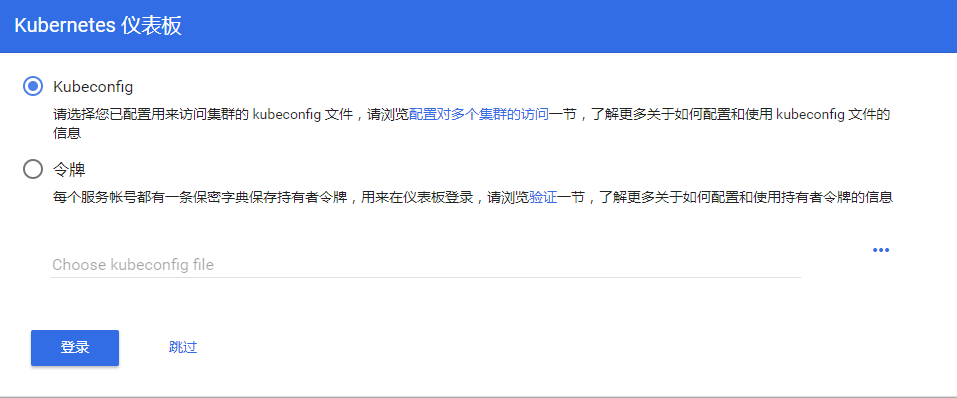 Kubernetes 仪表板
Kubeconfig
请选择您已配置用来访问集群的 kubeconfig 文件，请浏览配置对多个集群的访问一节，了解更多关于如何配置和使用 kubeconfig 文件的
信息
令牌
每个服务帐号都有一条保密字典保存持有者令牌，用来在仪表板登录，请浏览验证一节，了解更多关于如何配置和使用持有者令牌的信息
Choose kubeconfig file
登录 跳过